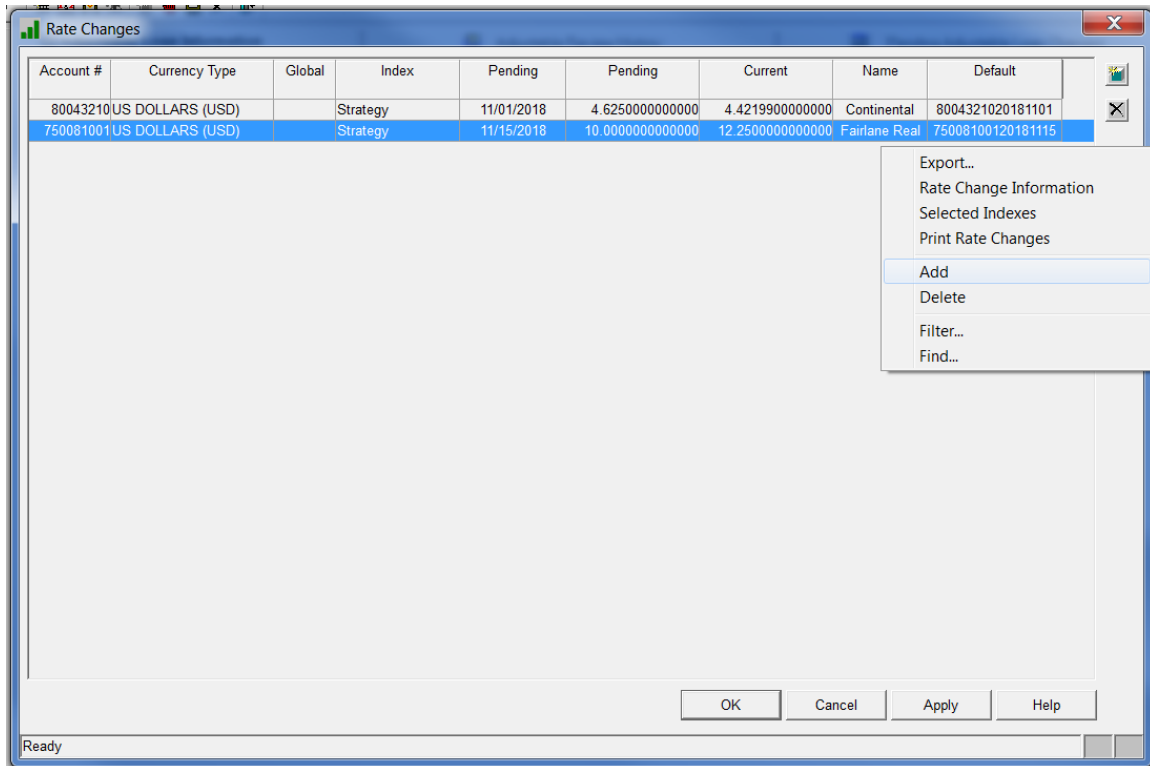 Rate Changes
Account # Currency Type Global Index Pending Pending Current Name Default
80043210 US DOLLARS (USD) Strategy 11/01/2018 4.6250000000000 4.4219900000000 Continental 8004321020181101
750081001 US DOLLARS (USD) Strategy 11/15/2018 10.0000000000000 12.2500000000000 Fairlane Real 75008100120181115
Export...
Rate Change Information
Selected Indexes
Print Rate Changes
Add
Delete
Filter...
Find...
OK Cancel Apply Help
Ready